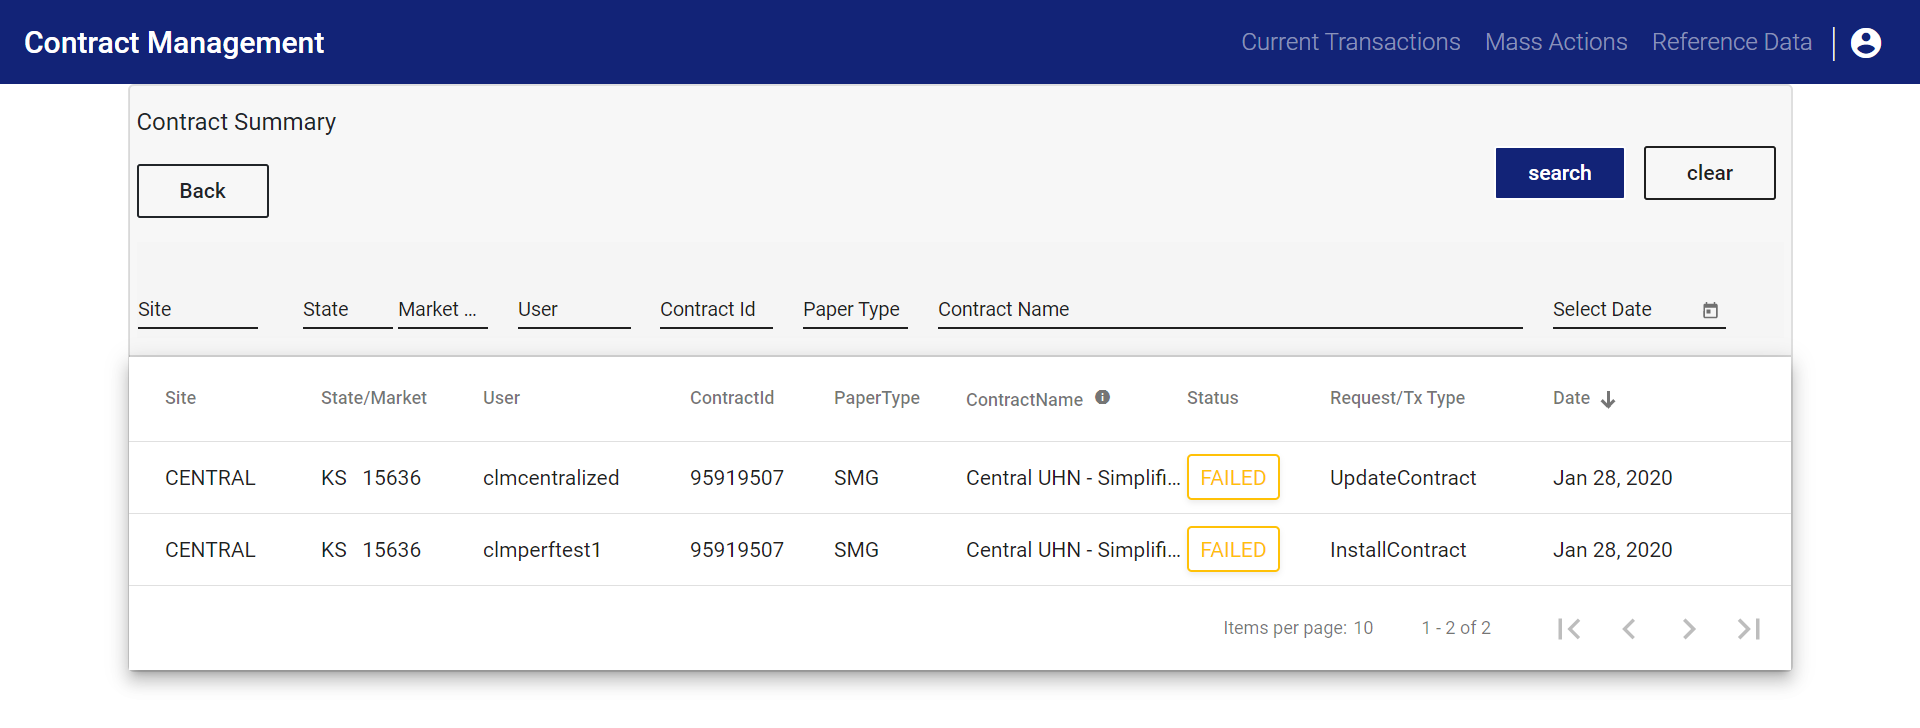 Contract Management Current Transactions Mass Actions Reference Data
Contract Summary
Back search clear
Site State Market ... User Contract Id Paper Type Contract Name Select Date
Site State/Market User ContractId PaperType ContractName Status Request/Tx Type Date
CENTRAL KS 15636 clmcentralized 95919507 SMG Central UHN - Simplifi... FAILED UpdateContract Jan 28, 2020
CENTRAL KS 15636 clmperftest1 95919507 SMG Central UHN - Simplifi... FAILED InstallContract Jan 28, 2020
Items per page: 10 1 - 2 of 2